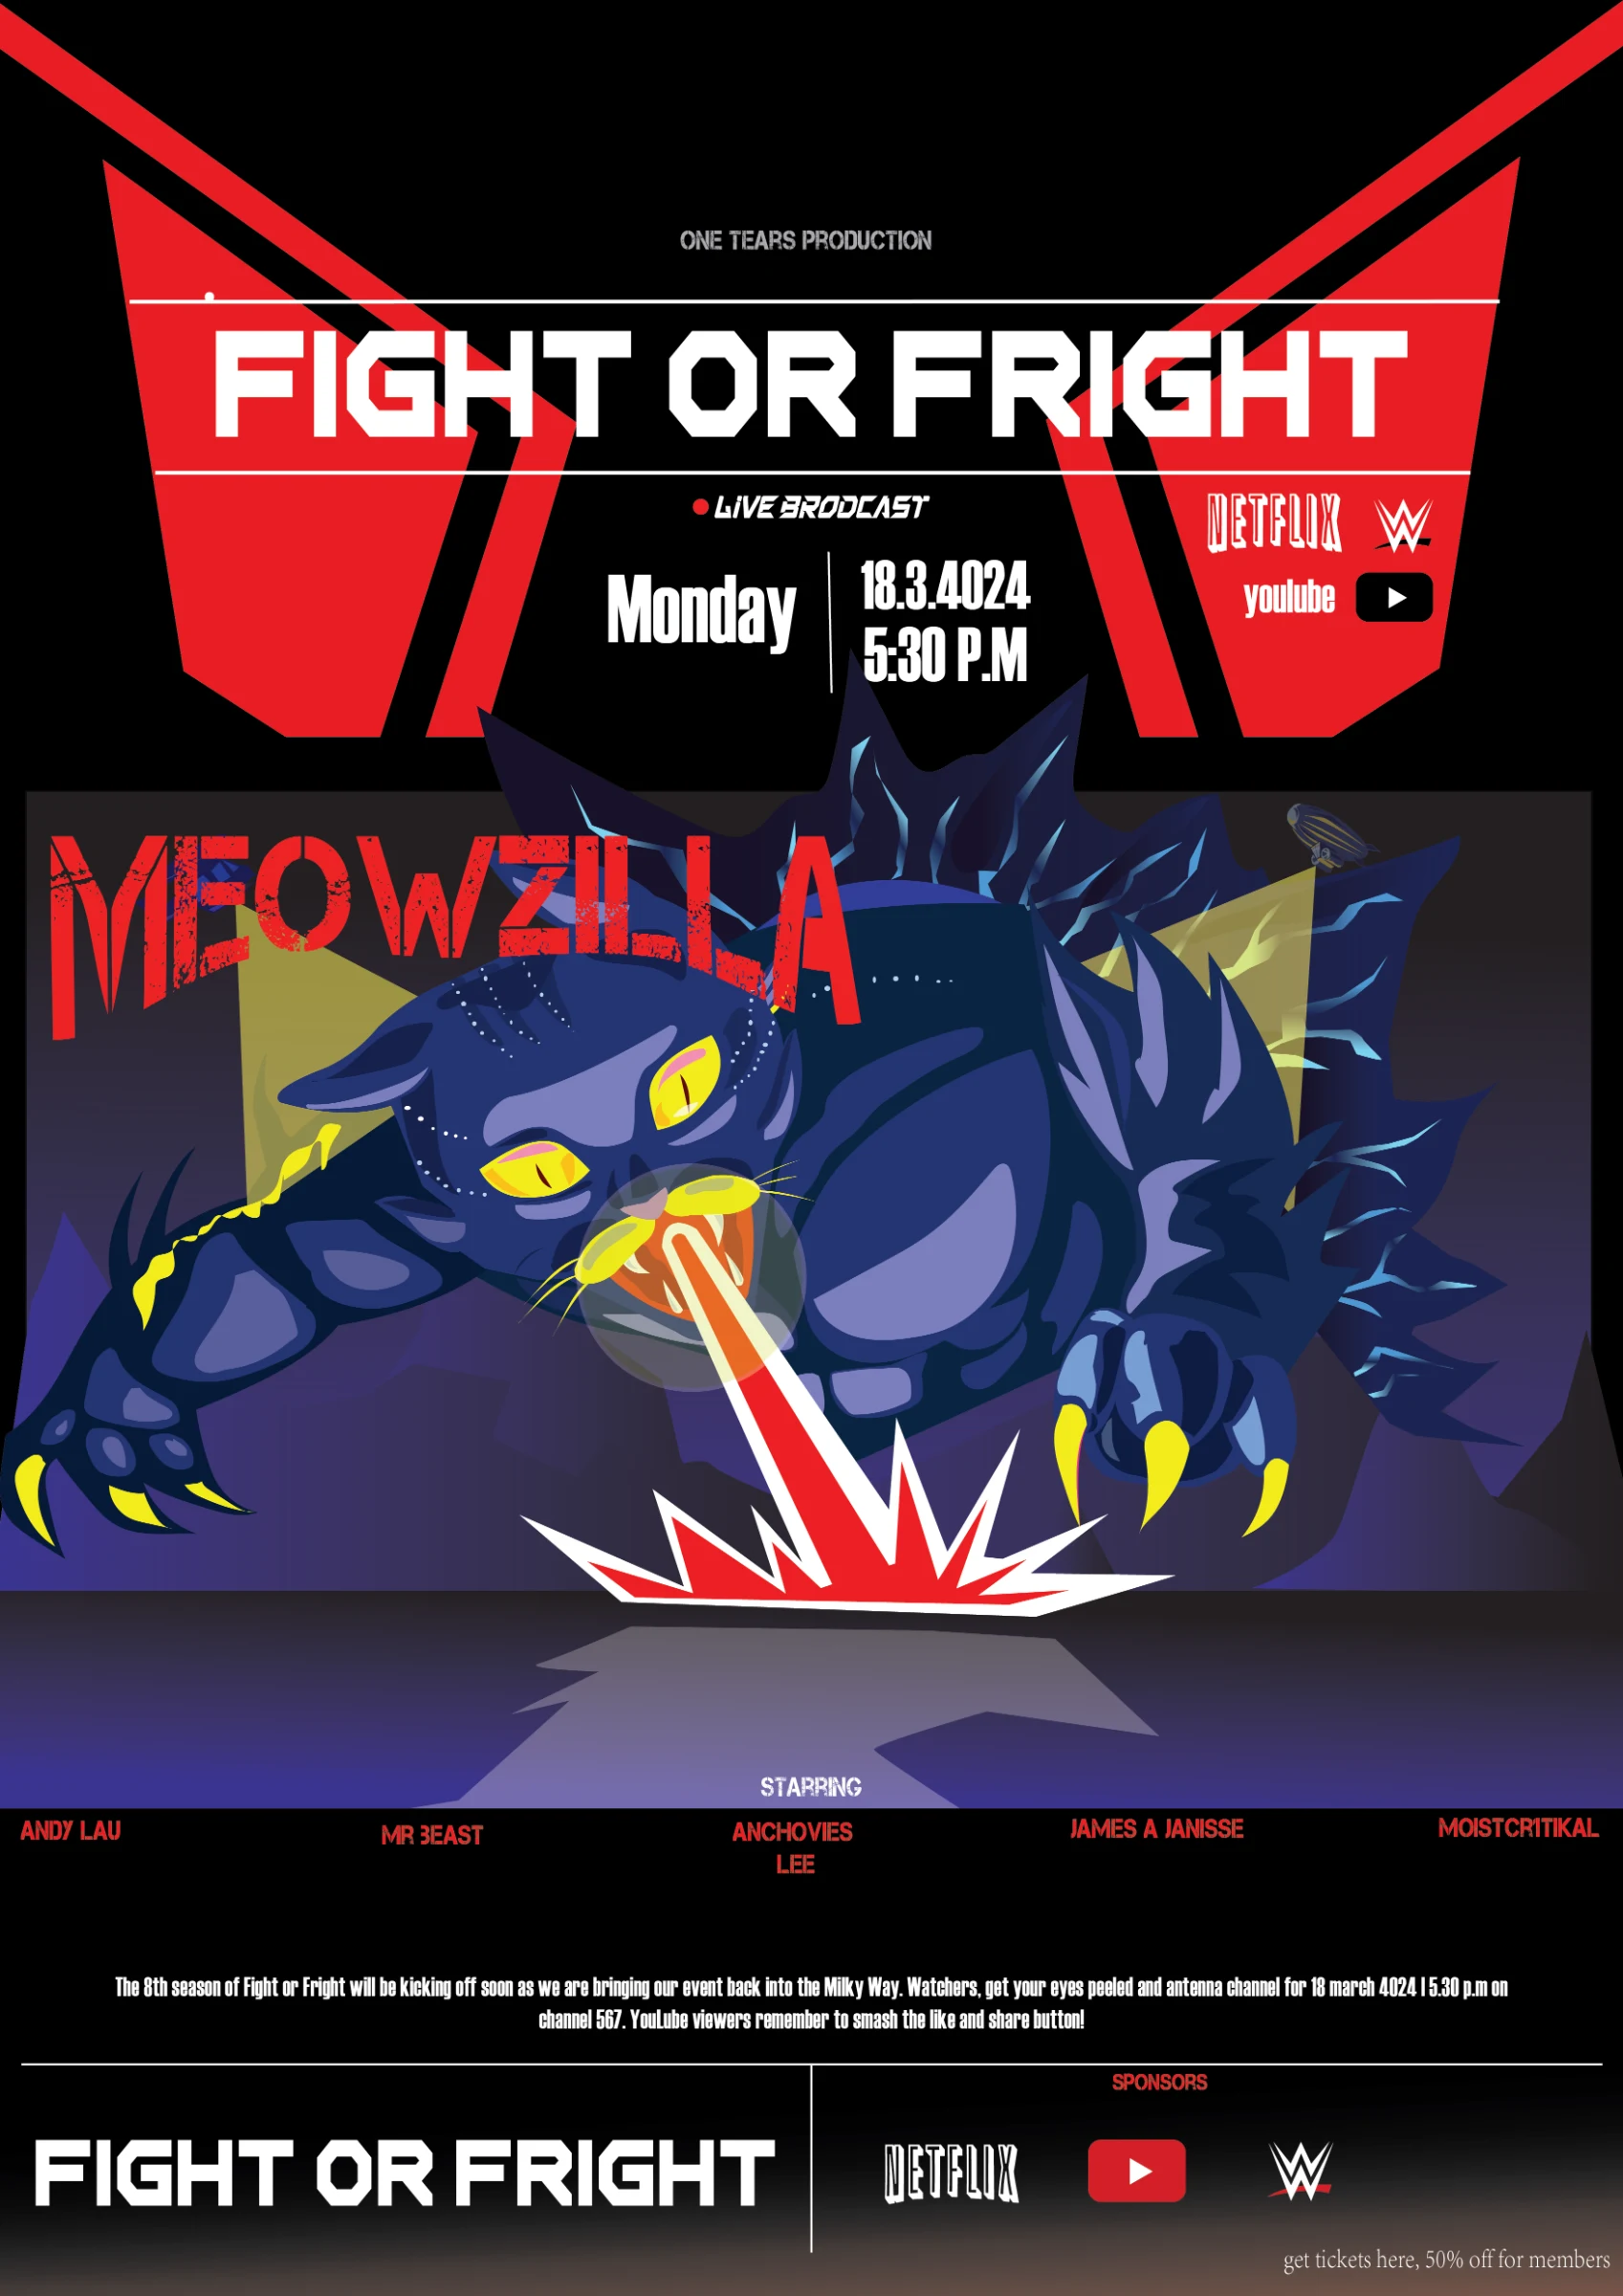 ONE TEARS PRODUCTION
FIGHT OR FRIGHT
LIVE BRODCAST
NETFLIX W
Monday
18.3.4024
5:30 P.M
youlube
MEOWZILLA
STARRING
ANDY LAU
MR BEAST
ANCHOVIES
LEE
JAMES A JANISSE
MOISTCR1TIKAL
The 8th season of Fight or Fright will be kicking off soon as we are bringing our event back into the Milky Way. Watchers, get your eyes peeled and antenna channel for 18 march 4024 | 5.30 p.m on
channel 567. YouLube viewers remember to smash the like and share button!
SPONSORS
FIGHT OR FRIGHT
NETFLIX W
get tickets here, 50% off for members